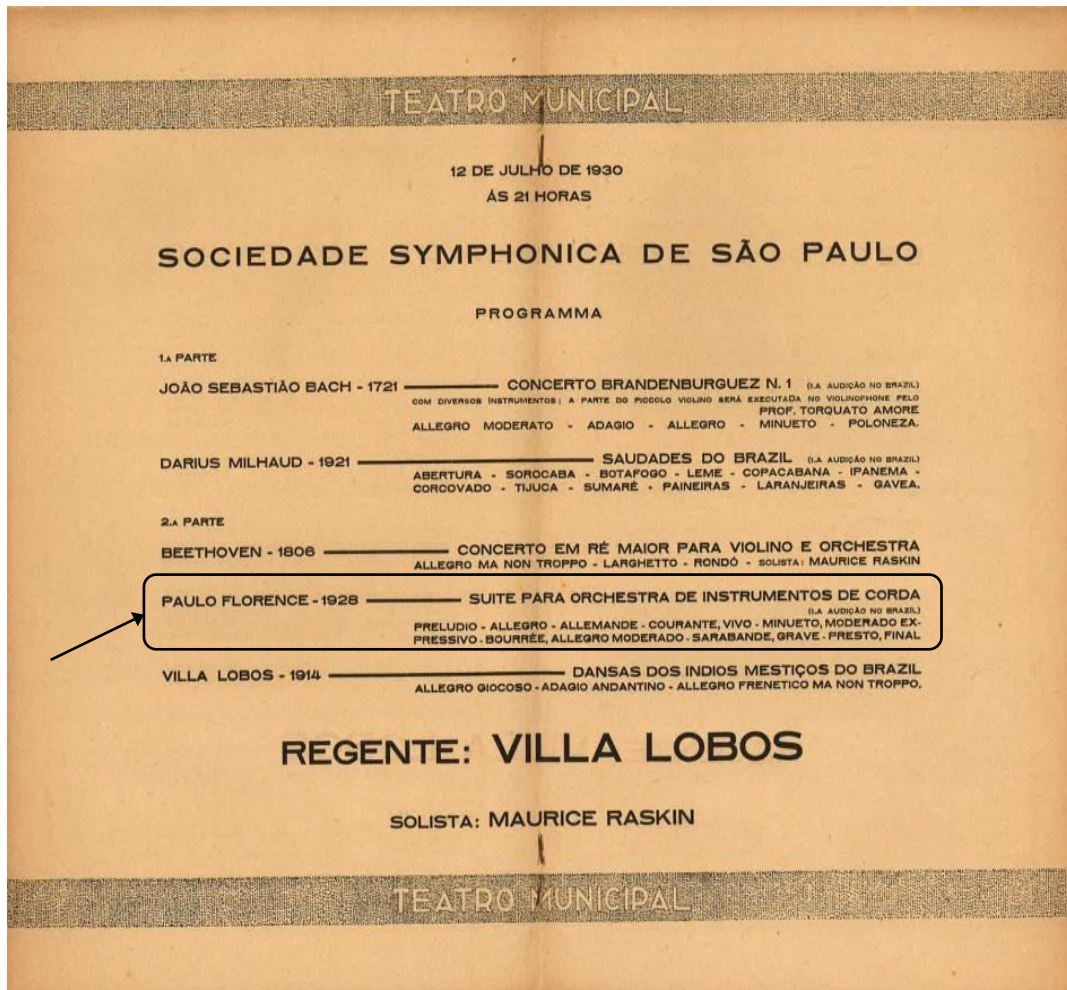 TEATRO MUNICIPAL
12 DE JULHO DE 1930
ÁS 21 HORAS
SOCIEDADE SYMPHONICA DE SÃO PAULO
PROGRAMMA
1.A PARTE
JOÃO SEBASTIÃO BACH - 1721 CONCERTO BRANDENBURGUEZ N. 1 (1.A AUDIÇÃO NO BRAZIL)
COM DIVERSOS INSTRUMENTOS: A PARTE DO PICCOLO VIOLINO SERÁ EXECUTADA NO VIOLINOFHONE PELO
PROF. TORQUATO AMORE
ALLEGRO MODERATO - ADAGIO - ALLEGRO - MINUETO - POLONEZA.
DARIUS MILHAUD - 1921 SAUDADES DO BRAZIL (1.A AUDIÇÃO NO BRAZIL)
ABERTURA - SOROCABA - BOTAFOGO - LEME - COPACABANA - IPANEMA -
CORCOVADO - TIJUCA - SUMARÉ - PAINEIRAS - LARANJEIRAS - GAVEA.
2.A PARTE
BEETHOVEN - 1806 CONCERTO EM RÉ MAIOR PARA VIOLINO E ORCHESTRA
ALLEGRO MA NON TROPPO - LARGHETTO - RONDÓ - SOLISTA: MAURICE RASKIN
PAULO FLORENCE - 1928 SUITE PARA ORCHESTRA DE INSTRUMENTOS DE CORDA
(1.A AUDIÇÃO NO BRAZIL)
PRELUDIO - ALLEGRO - ALLEMANDE - COURANTE, VIVO - MINUETO, MODERADO EX-
PRESSIVO - BOURRÉE, ALLEGRO MODERADO - SARABANDE, GRAVE - PRESTO, FINAL
VILLA LOBOS - 1914 DANSAS DOS INDIOS MESTIÇOS DO BRAZIL
ALLEGRO GIOCOSO - ADAGIO ANDANTINO - ALLEGRO FRENETICO MA NON TROPPO.
REGENTE: VILLA LOBOS
SOLISTA: MAURICE RASKIN
TEATRO MUNICIPAL